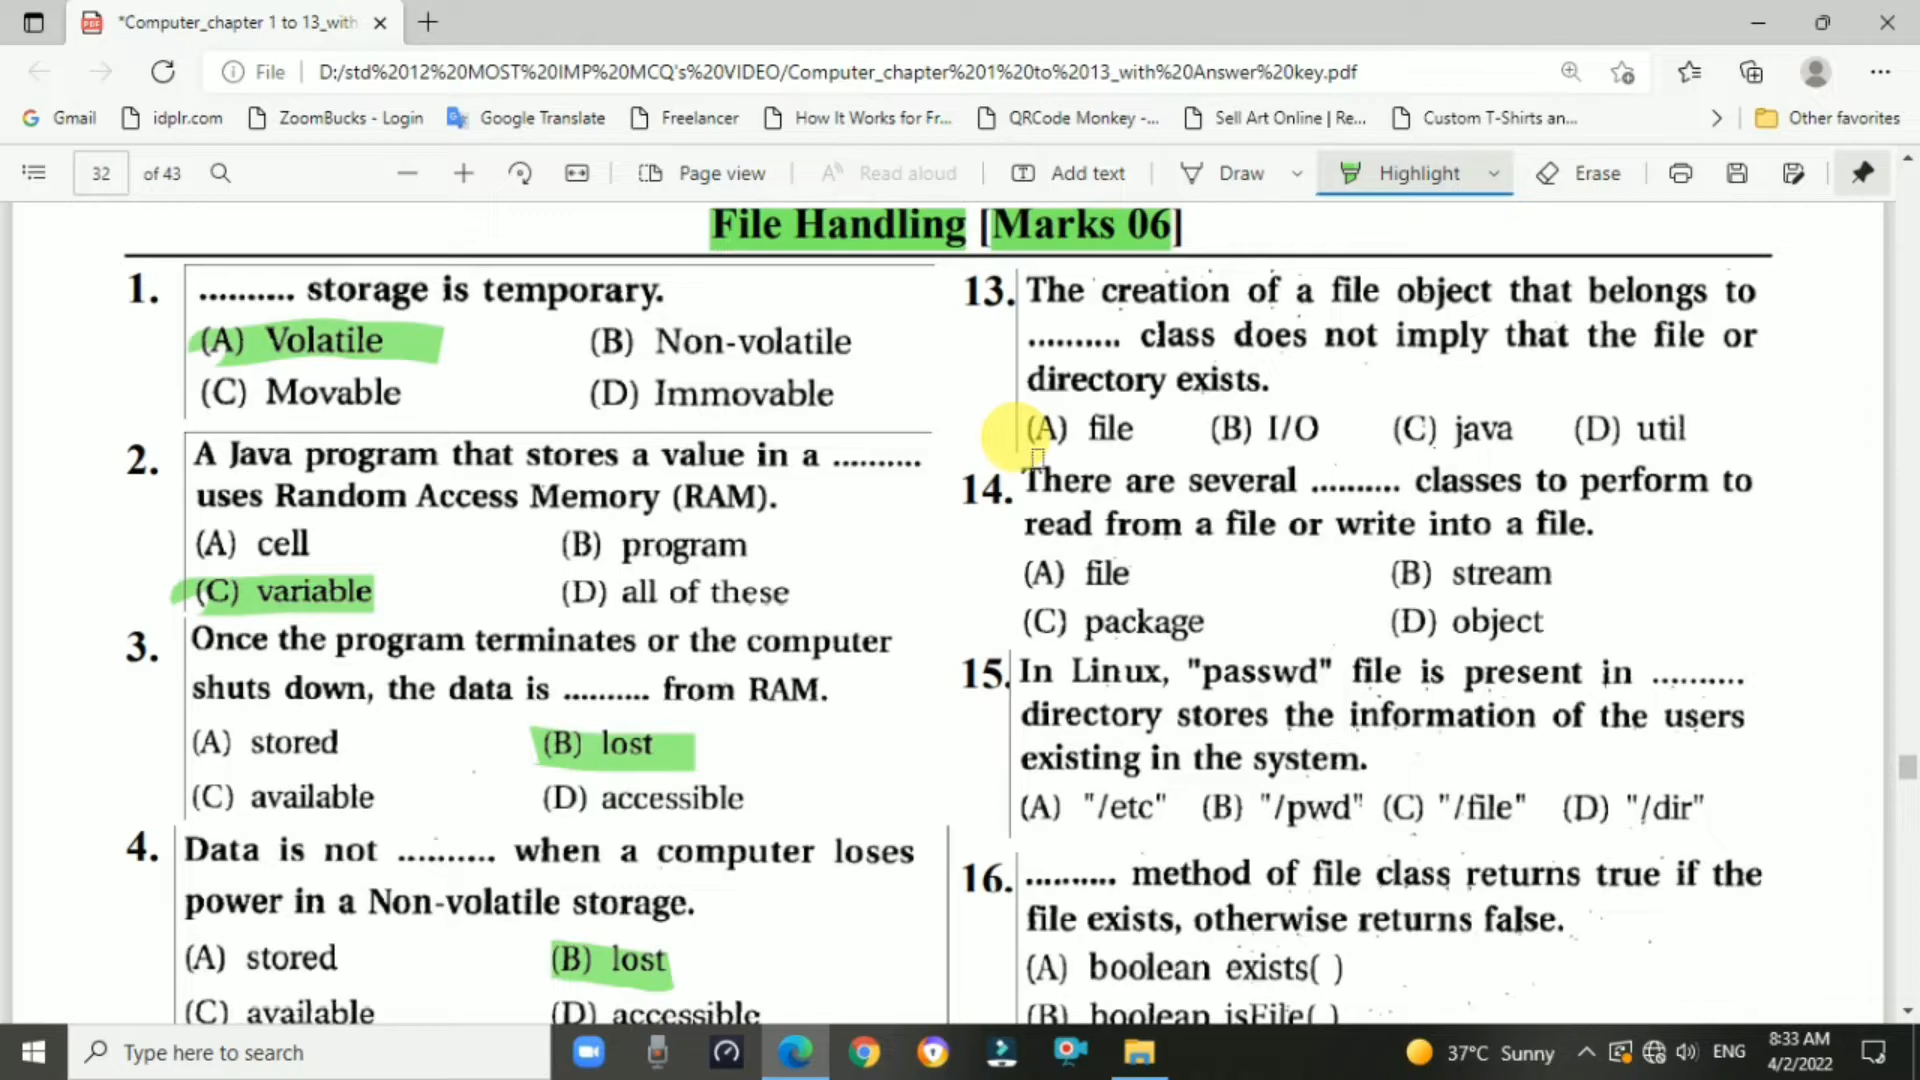 *Computer_chapter 1 to 13_with
File
D:/std%2012%20MOST%20IMP%20MCQ's%20VIDEO/Computer_chapter%201%20to%2013_with%20Answer%20key.pdf
Gmail idplr.com ZoomBucks - Login Google Translate Freelancer How It Works for Fr... QRCode Monkey -... Sell Art Online | Re... Custom T-Shirts an... Other favorites
32 of 43 Page view Read aloud Add text Draw Highlight Erase
File Handling [Marks 06]
1. .......... storage is temporary.
(A) Volatile (B) Non-volatile
(C) Movable (D) Immovable
2. A Java program that stores a value in a ..........
uses Random Access Memory (RAM).
(A) cell (B) program
(C) variable (D) all of these
3. Once the program terminates or the computer
shuts down, the data is .......... from RAM.
(A) stored (B) lost
(C) available (D) accessible
4. Data is not .......... when a computer loses
power in a Non-volatile storage.
(A) stored (B) lost
(C) available (D) accessible
13. The creation of a file object that belongs to
.......... class does not imply that the file or
directory exists.
(A) file (B) I/O (C) java (D) util
14. There are several .......... classes to perform to
read from a file or write into a file.
(A) file (B) stream
(C) package (D) object
15. In Linux, "passwd" file is present in ..........
directory stores the information of the users
existing in the system.
(A) "/etc" (B) "/pwd" (C) "/file" (D) "/dir"
16. .......... method of file class returns true if the
file exists, otherwise returns false.
(A) boolean exists( )
(B) boolean isFile( )
Type here to search
37°C Sunny
ENG
8:33 AM
4/2/2022